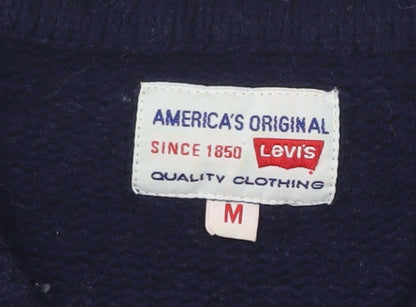 AMERICA'S ORIGINAL
SINCE 1850 Levi's
QUALITY CLOTHING
M